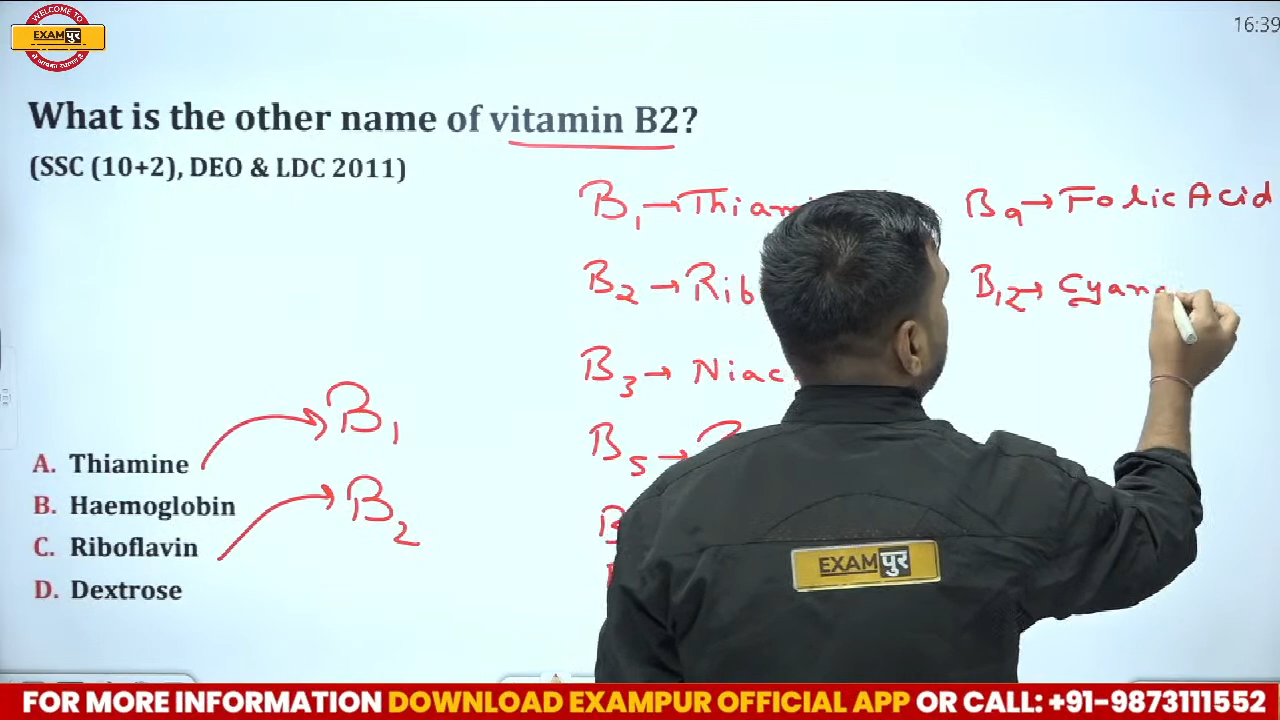 WELCOME TO
EXAMपुर
16:39
What is the other name of vitamin B2?
(SSC (10+2), DEO & LDC 2011)
B1 → Thiam
B2 → Rib
B3 → Niac
B5 →
B9 → Folic Acid
B12 → Cyan
B1
B2
A. Thiamine
B. Haemoglobin
C. Riboflavin
D. Dextrose
EXAMपुर
FOR MORE INFORMATION DOWNLOAD EXAMPUR OFFICIAL APP OR CALL: +91-9873111552